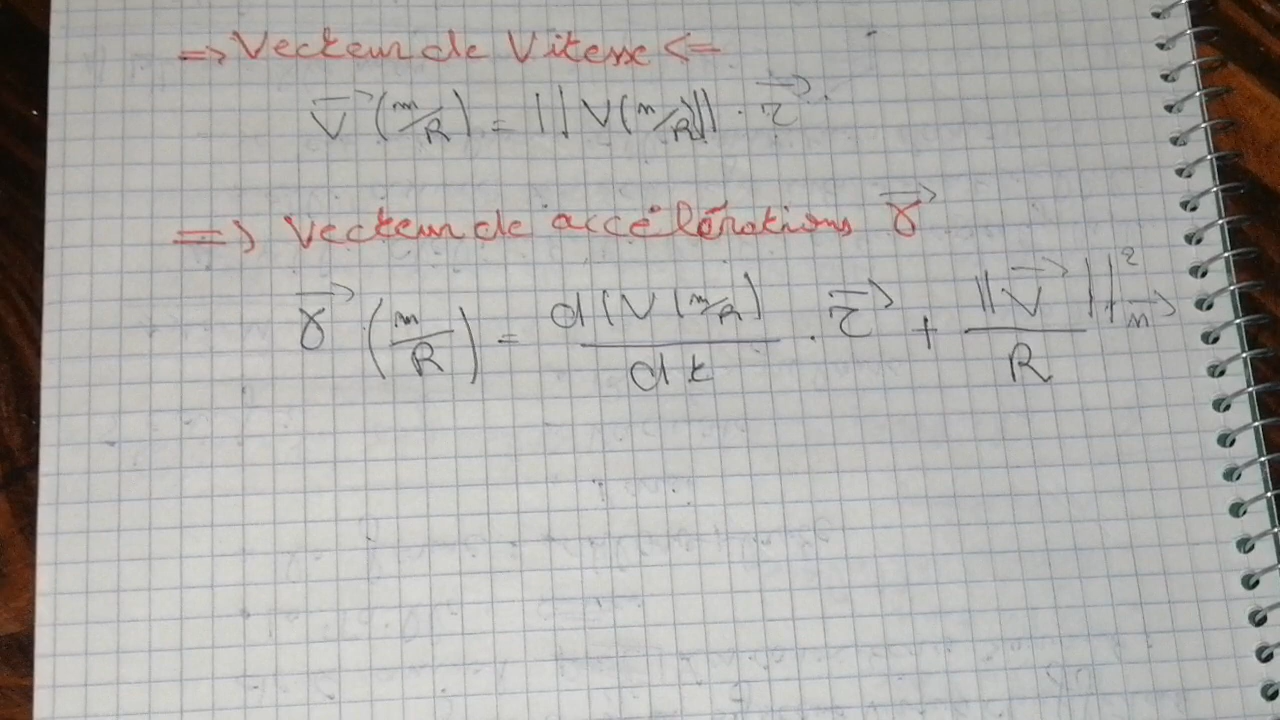 => Vecteur de Vitesse <=
V⃗ (m/R) = ||V(m/R)|| . τ⃗.
=> Vecteur de accélérations γ⃗
γ⃗ (m/R) = d(V(m/R)/dt . τ⃗ + ||V⃗||²/R n⃗